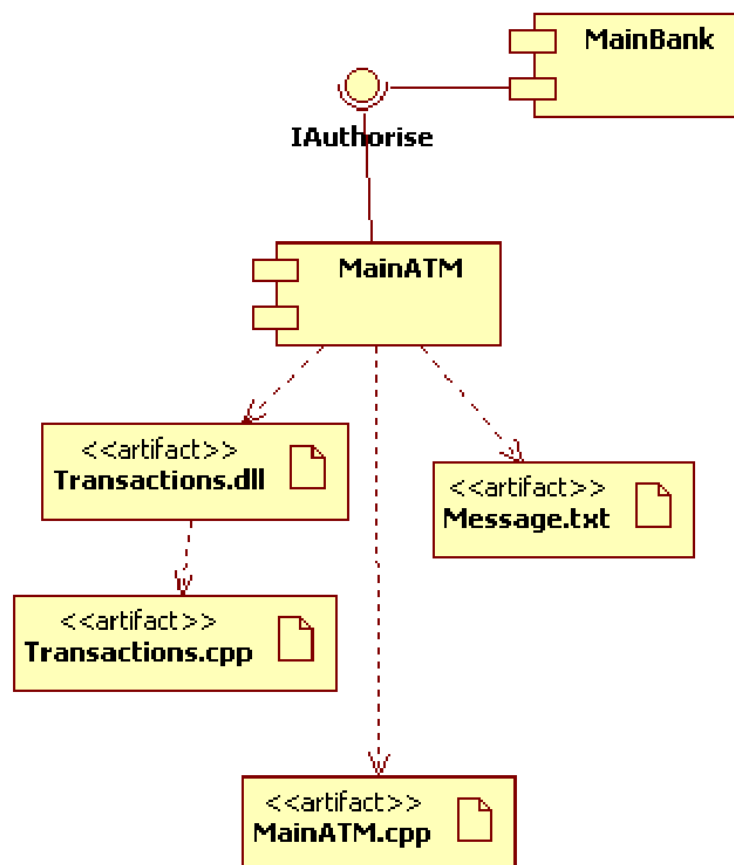 MainBank
IAuthorise
MainATM
<<artifact>>
Transactions.dll
<<artifact>>
Message.txt
<<artifact>>
Transactions.cpp
<<artifact>>
MainATM.cpp